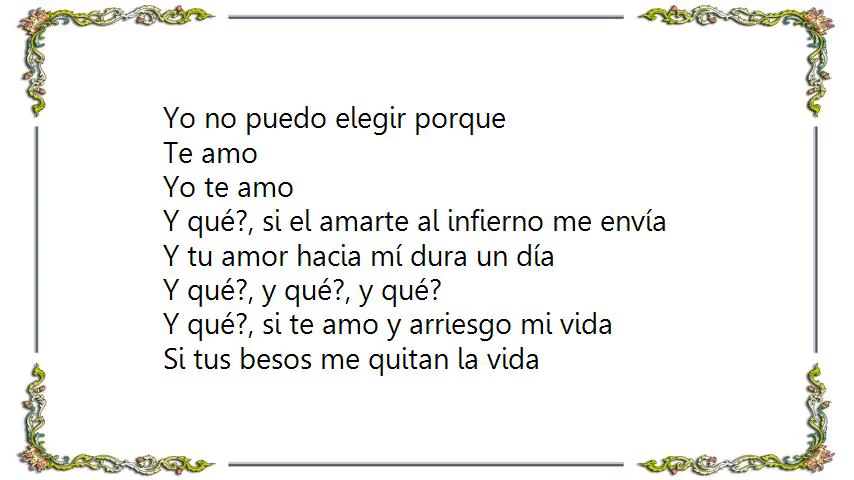 Yo no puedo elegir porque
Te amo
Yo te amo
Y qué?, si el amarte al infierno me envía
Y tu amor hacia mí dura un día
Y qué?, y qué?, y qué?
Y qué?, si te amo y arriesgo mi vida
Si tus besos me quitan la vida